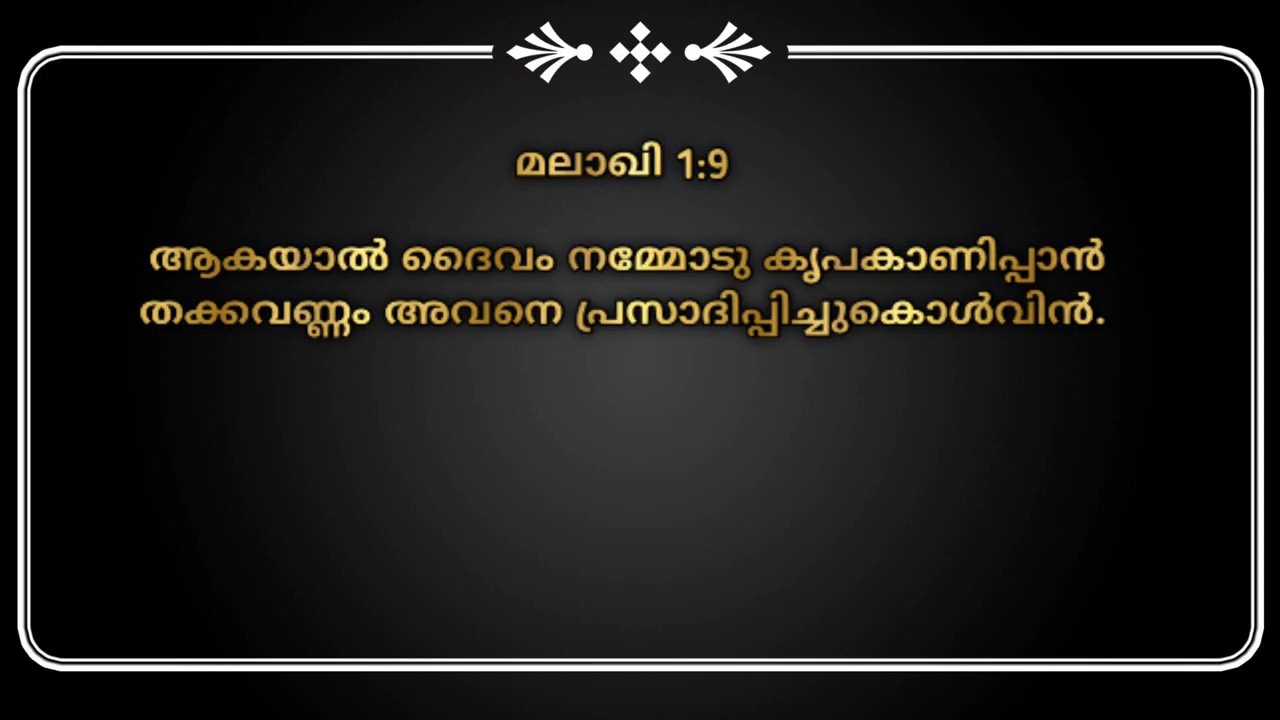 മലാഖി 1:9
ആകയാൽ ദൈവം നമ്മോടു കൃപകാണിപ്പാൻ
തക്കവണ്ണം അവനെ പ്രസാദിപ്പിച്ചുകൊൾവിൻ.